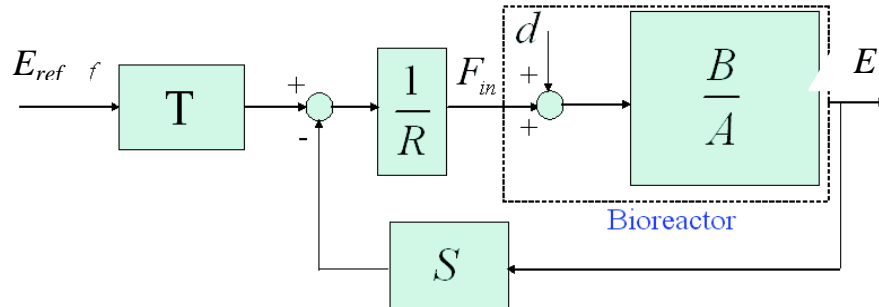 E_ref f
T
+
-
1
R
F_in
d
+
+
B
A
E
Bioreactor
S